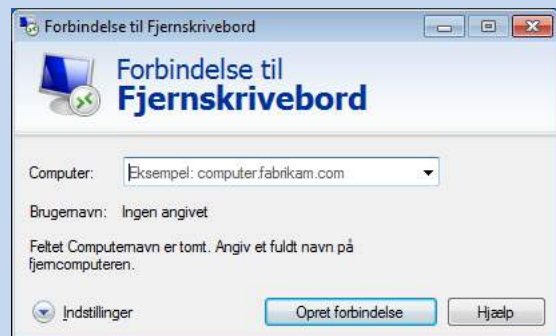 Forbindelse til Fjernskrivebord
Forbindelse til
Fjernskrivebord
Computer:
Eksempel: computer.fabrikam.com
Brugernavn: Ingen angivet
Feltet Computernavn er tomt. Angiv et fuldt navn på
fjerncomputeren.
Indstillinger
Opret forbindelse
Hjælp